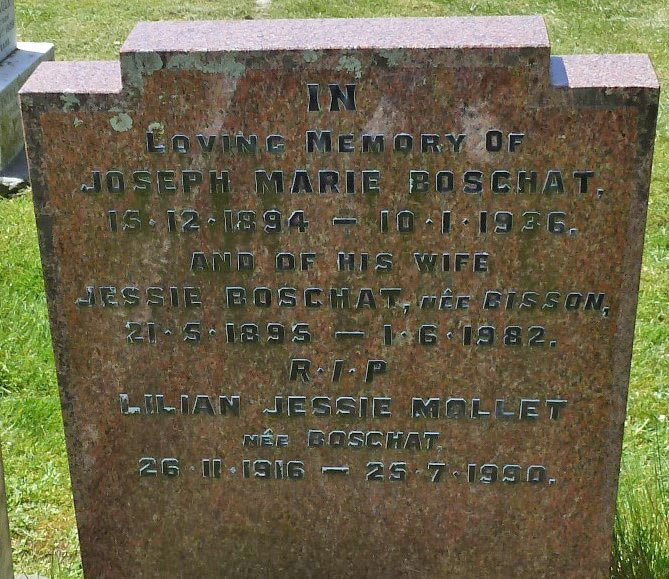 IN
LOVING MEMORY OF
JOSEPH MARIE BOSCHAT,
15·12·1894 — 10·1·1936.
AND OF HIS WIFE
JESSIE BOSCHAT, NÉE BISSON,
21·5·1895 — 1·6·1982.
R·I·P
LILIAN JESSIE MOLLET
NÉE BOSCHAT
26·11·1916 — 25·7·1990.